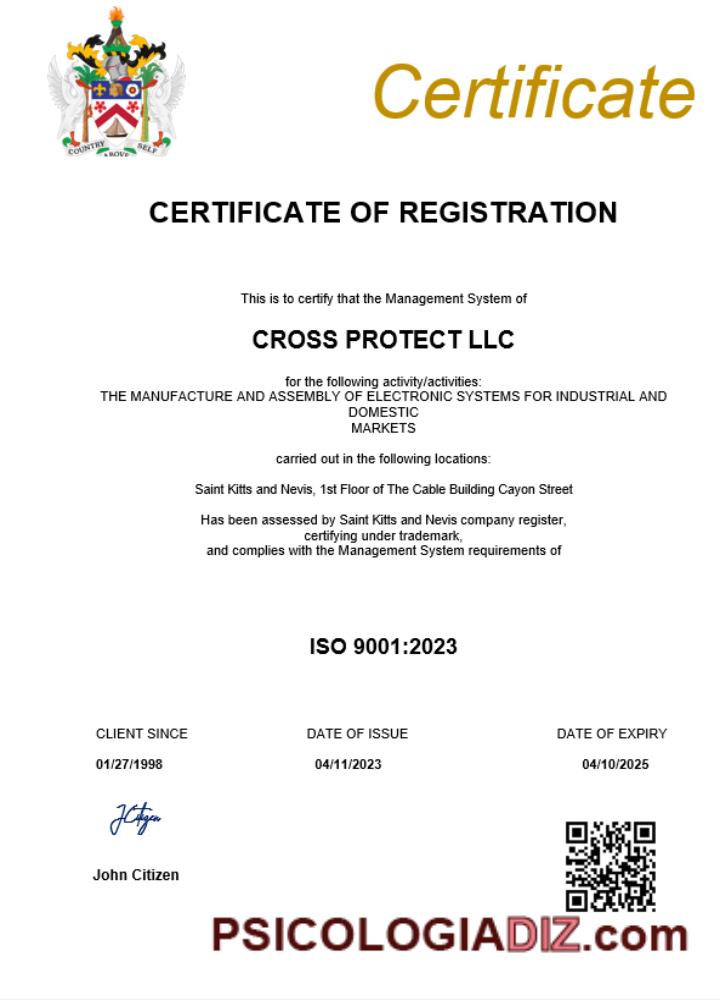 COUNTRY ABOVE SELF
Certificate
CERTIFICATE OF REGISTRATION
This is to certify that the Management System of
CROSS PROTECT LLC
for the following activity/activities:
THE MANUFACTURE AND ASSEMBLY OF ELECTRONIC SYSTEMS FOR INDUSTRIAL AND
DOMESTIC
MARKETS
carried out in the following locations:
Saint Kitts and Nevis, 1st Floor of The Cable Building Cayon Street
Has been assessed by Saint Kitts and Nevis company register,
certifying under trademark,
and complies with the Management System requirements of
ISO 9001:2023
CLIENT SINCE DATE OF ISSUE DATE OF EXPIRY
01/27/1998 04/11/2023 04/10/2025
JCitizen
John Citizen
PSICOLOGIADIZ.com